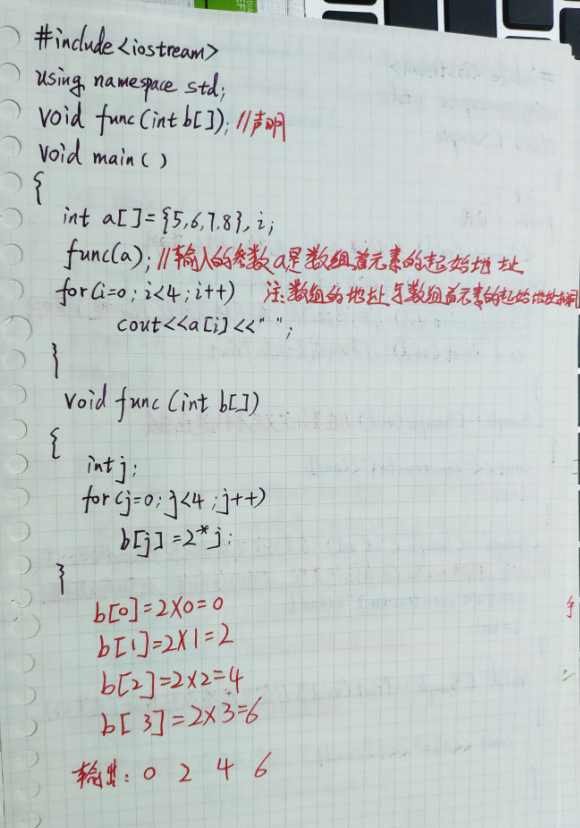 #include<iostream>
using namespace std;
void func(int b[]); //声明
void main()
{
int a[]={5,6,7,8},i;
func(a); //输入的参数a是数组首元素的起始地址
for(i=0;i<4;i++) 注:数组的地址与数组首元素的起始地址相同
cout<<a[i]<<" ";
}
void func(int b[])
{
int j;
for(j=0;j<4;j++)
b[j]=2*j;
}
b[0]=2×0=0
b[1]=2×1=2
b[2]=2×2=4
b[3]=2×3=6
输出: 0 2 4 6